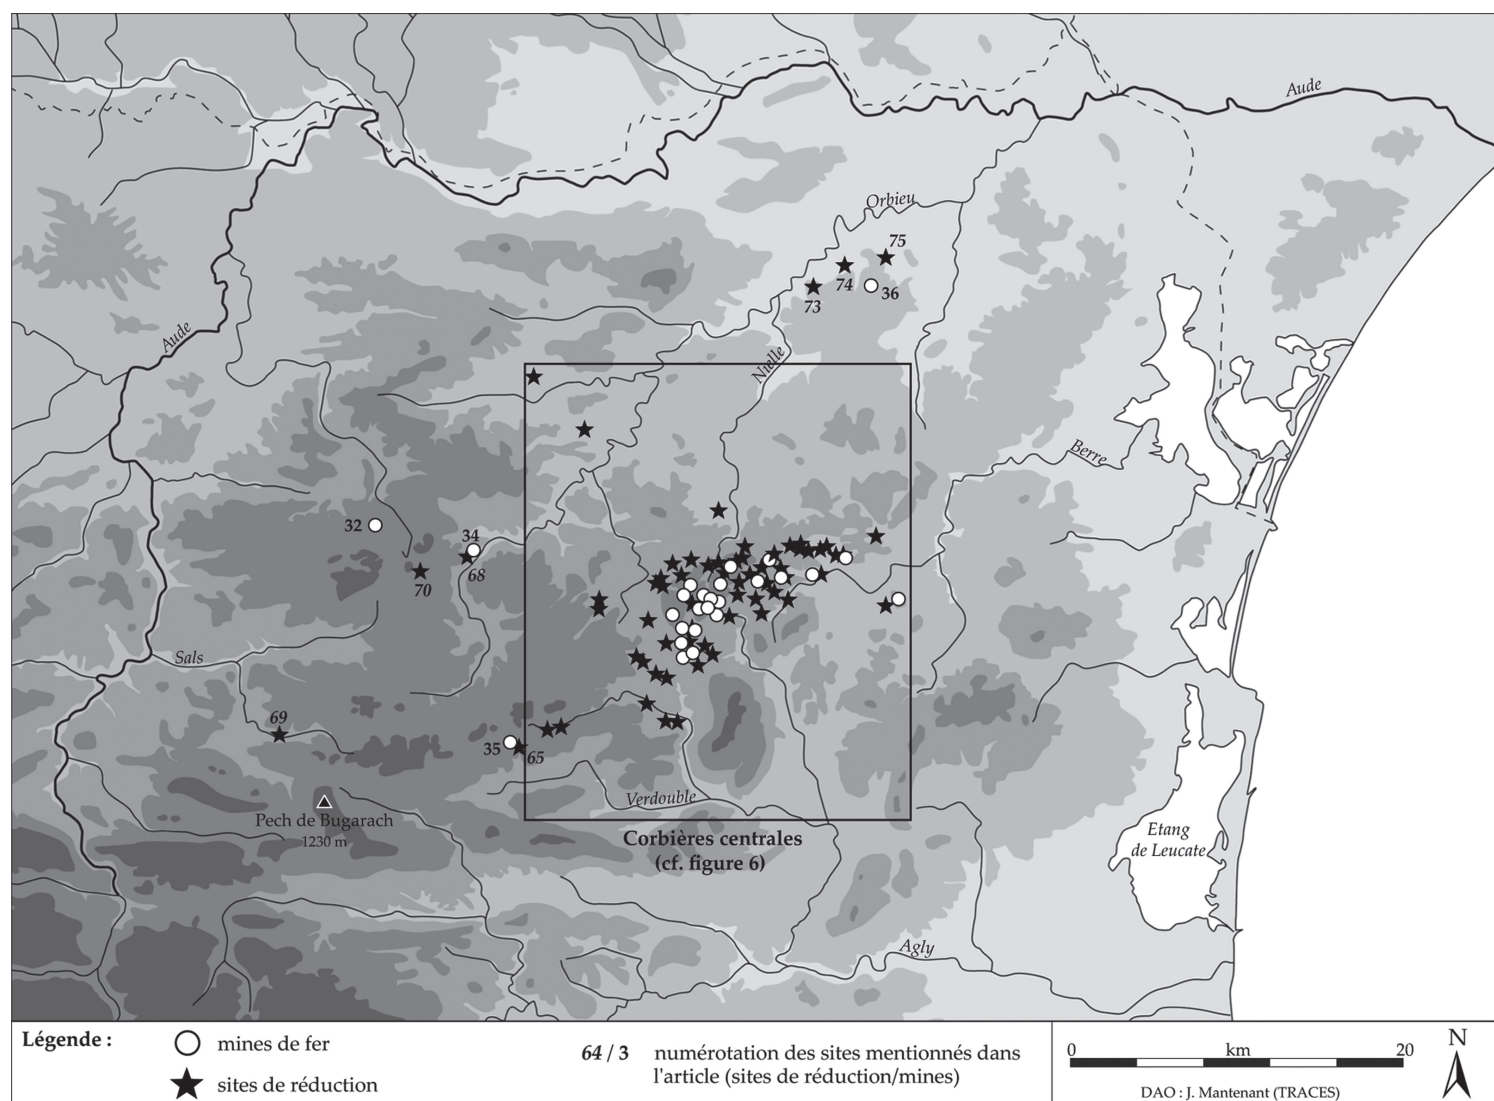 Aude
Orbieu
75
74
36
73
Aude
Nielle
Berre
32
34
68
70
Sals
69
35
65
Pech de Bugarach
1230 m
Verdouble
Corbières centrales
(cf. figure 6)
Etang
de Leucate
Agly
Légende :
mines de fer
sites de réduction
64 / 3 numérotation des sites mentionnés dans
l'article (sites de réduction/mines)
0 km 20
DAO : J. Mantenant (TRACES)
N